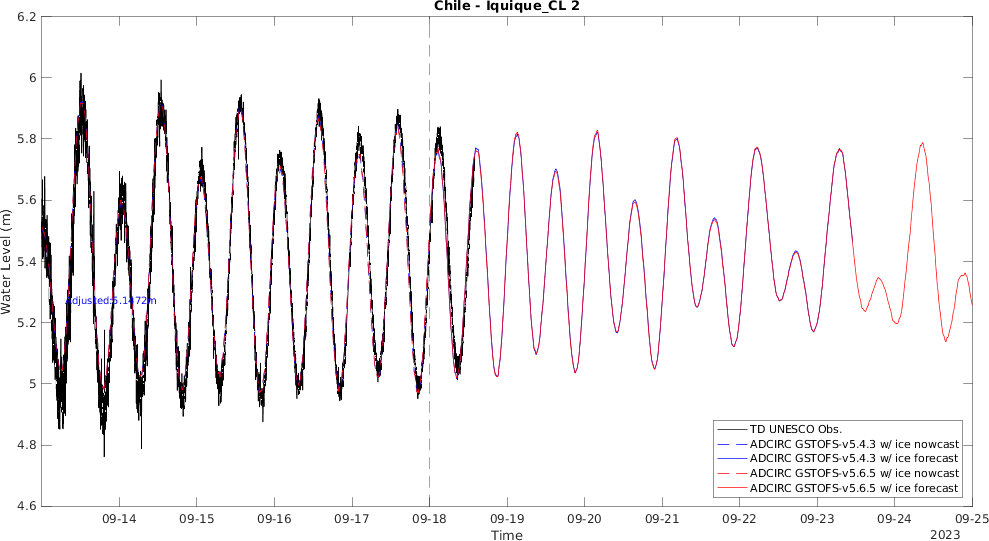 Chile - Iquique_CL 2
6.2
6
5.8
5.6
5.4
5.2
5
4.8
4.6
Water Level (m)
Adjusted:5.1472m
TD UNESCO Obs.
ADCIRC GSTOFS-v5.4.3 w/ ice nowcast
ADCIRC GSTOFS-v5.4.3 w/ ice forecast
ADCIRC GSTOFS-v5.6.5 w/ ice nowcast
ADCIRC GSTOFS-v5.6.5 w/ ice forecast
09-14 09-15 09-16 09-17 09-18 09-19 09-20 09-21 09-22 09-23 09-24 09-25
Time
2023